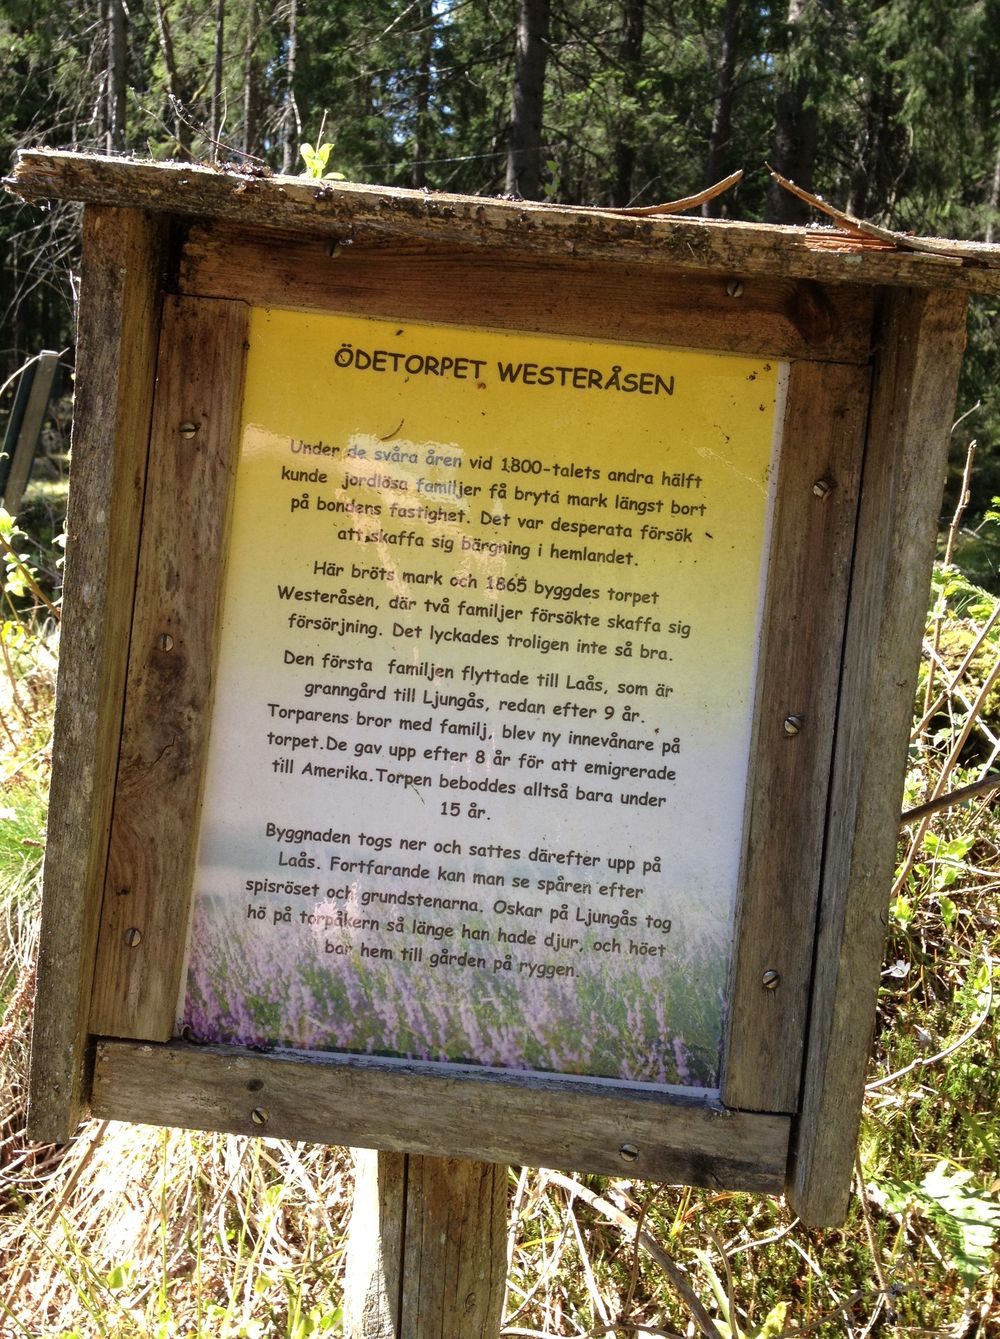 ÖDETORPET WESTERÅSEN
Under de svåra åren vid 1800-talets andra hälft
kunde jordlösa familjer få bryta mark längst bort
på bondens fastighet. Det var desperata försök
att skaffa sig bärgning i hemlandet.
Här bröts mark och 1865 byggdes torpet
Westeråsen, där två familjer försökte skaffa sig
försörjning. Det lyckades troligen inte så bra.
Den första familjen flyttade till Laås, som är
granngård till Ljungås, redan efter 9 år.
Torparens bror med familj, blev ny innevånare på
torpet.De gav upp efter 8 år för att emigrerade
till Amerika.Torpen beboddes alltså bara under
15 år.
Byggnaden togs ner och sattes därefter upp på
Laås. Fortfarande kan man se spåren efter
spisröset och grundstenarna. Oskar på Ljungås tog
hö på torpåkern så länge han hade djur, och höet
bar hem till gården på ryggen.